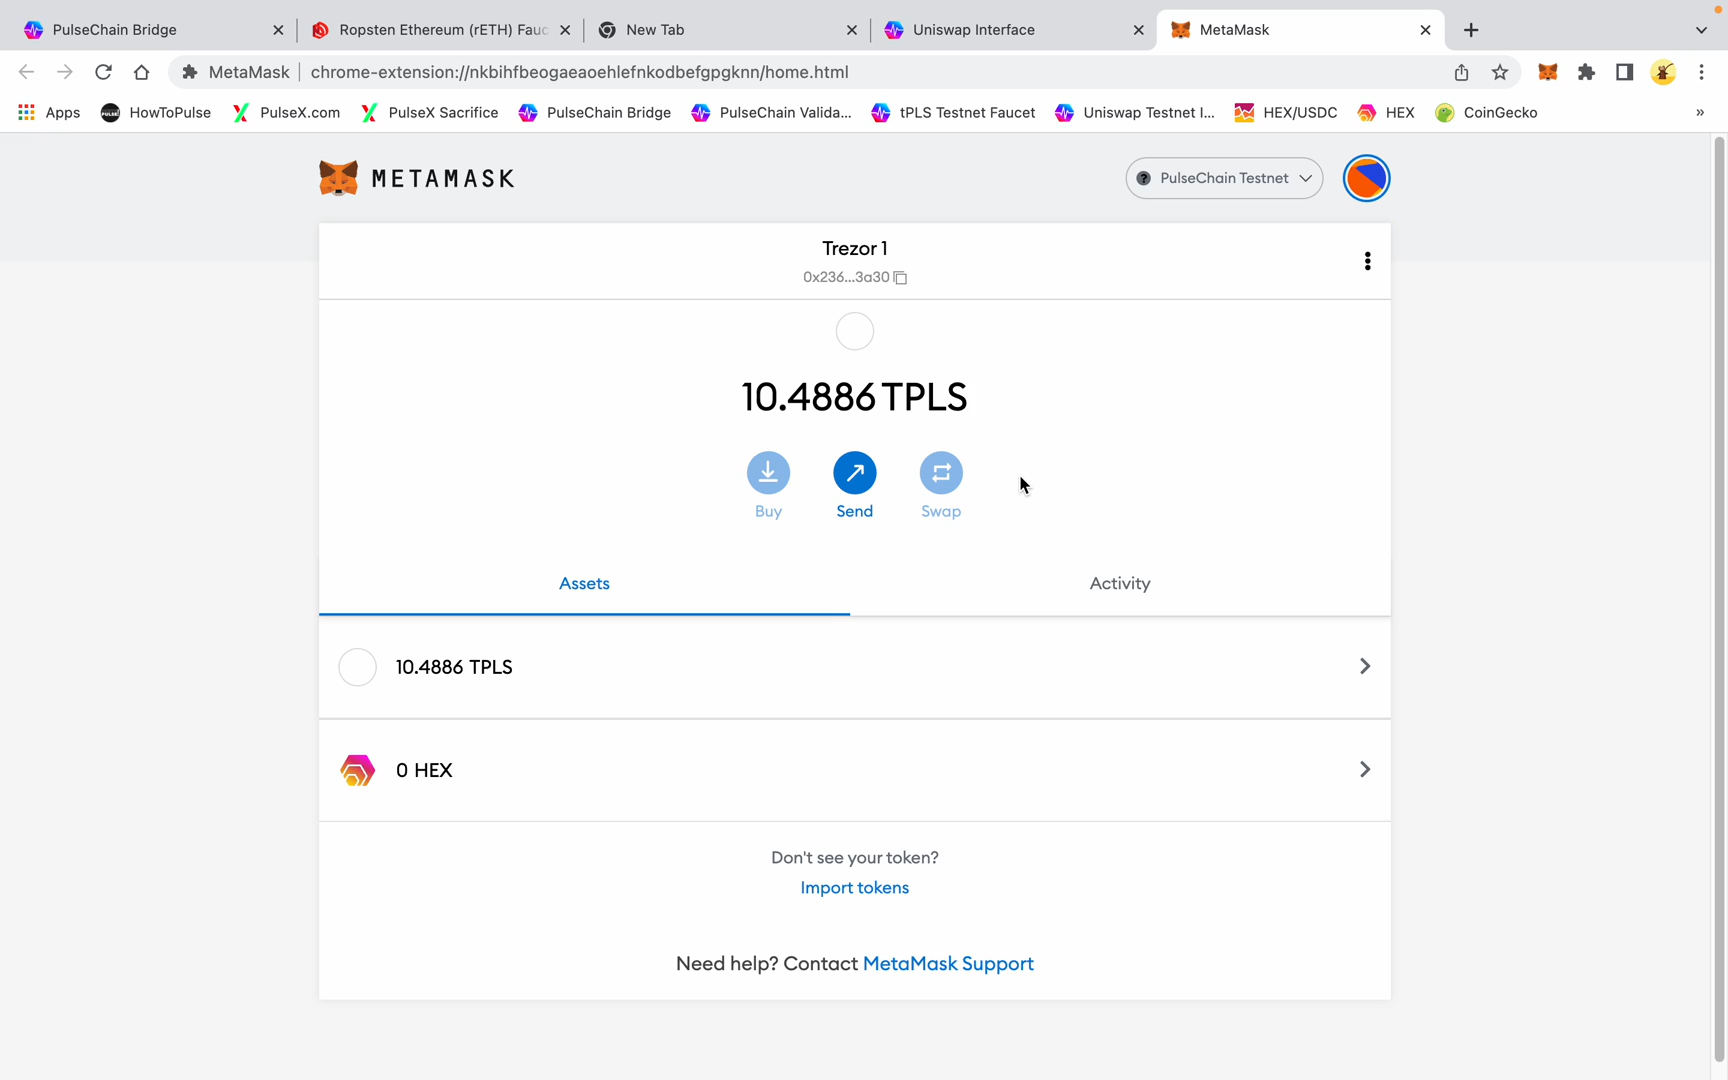 PulseChain Bridge
Ropsten Ethereum (rETH) Fauc
New Tab
Uniswap Interface
MetaMask
MetaMask
chrome-extension://nkbihfbeogaeaoehlefnkodbefgpgknn/home.html
Apps
HowToPulse
PulseX.com
PulseX Sacrifice
PulseChain Bridge
PulseChain Valida...
tPLS Testnet Faucet
Uniswap Testnet I...
HEX/USDC
HEX
CoinGecko
»
METAMASK
? PulseChain Testnet
Trezor 1
0x236...3a30
10.4886 TPLS
Buy
Send
Swap
Assets
Activity
10.4886 TPLS
0 HEX
Don't see your token?
Import tokens
Need help? Contact MetaMask Support